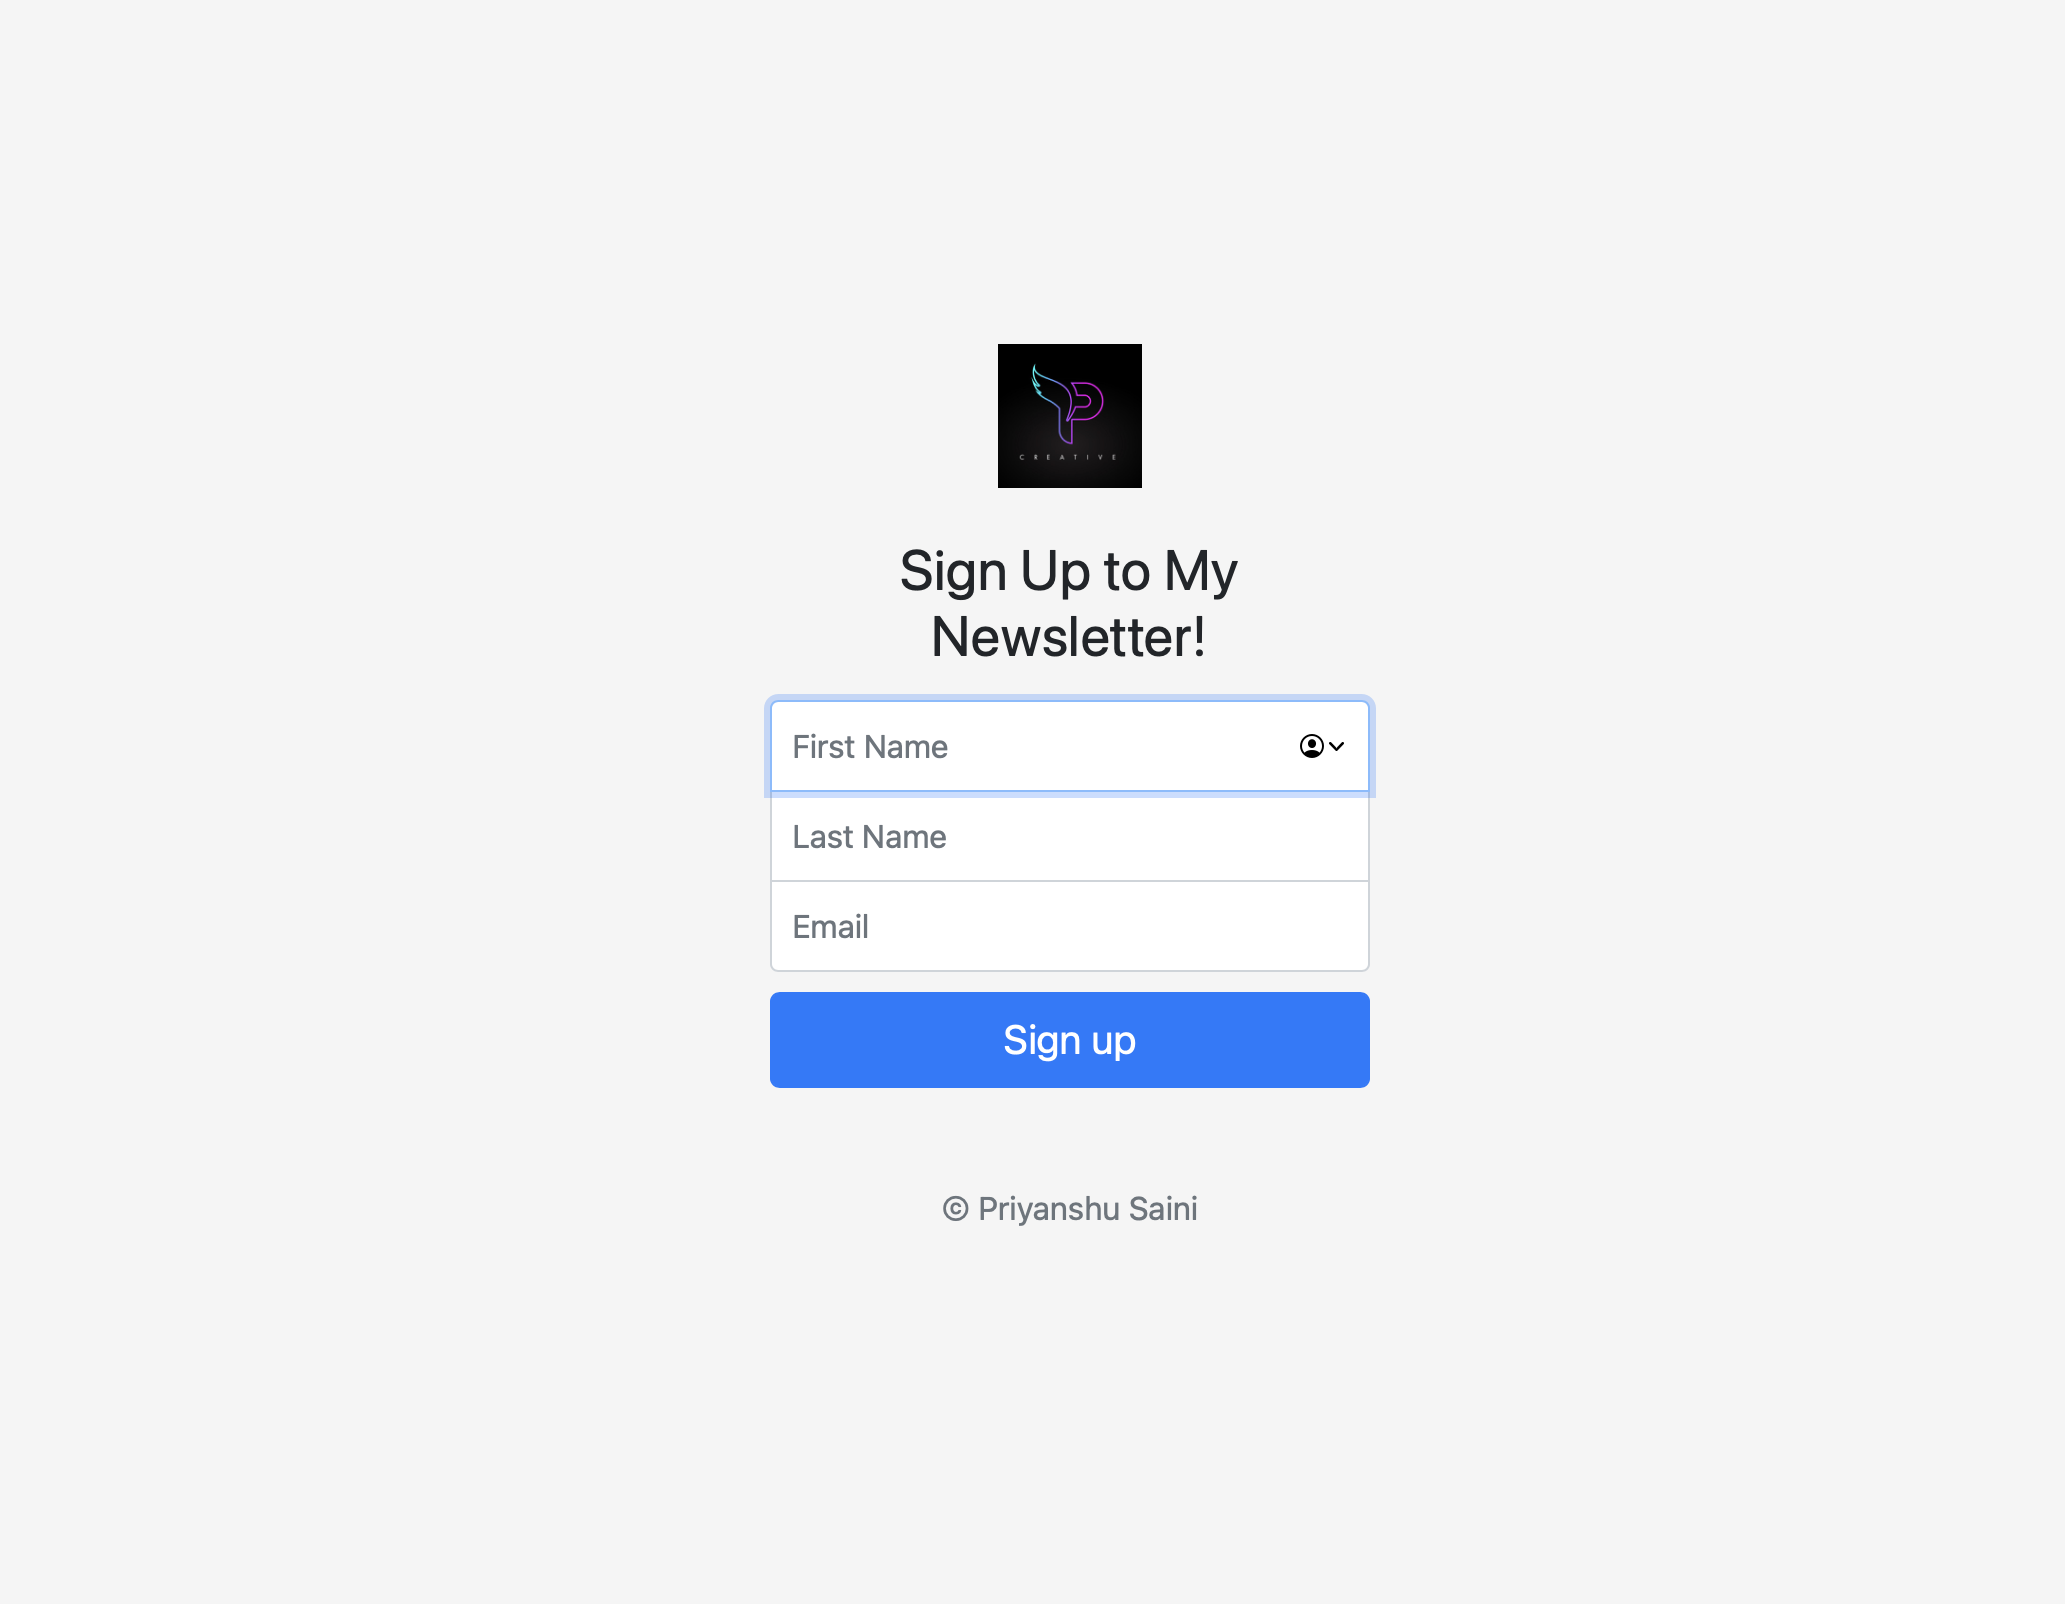 CREATIVE
Sign Up to My
Newsletter!
First Name
Last Name
Email
Sign up
© Priyanshu Saini